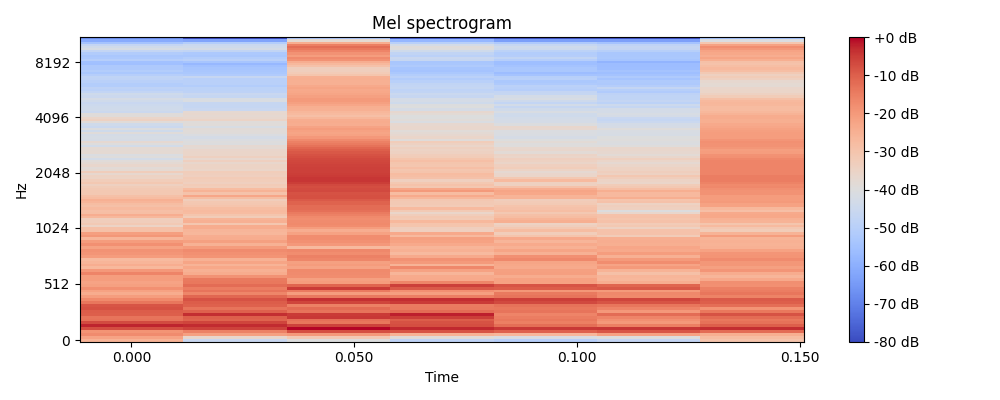 Mel spectrogram
+0 dB
8192
-10 dB
4096
-20 dB
-30 dB
2048
Hz
-40 dB
1024
-50 dB
-60 dB
512
-70 dB
0
-80 dB
0.000
0.050
0.100
0.150
Time